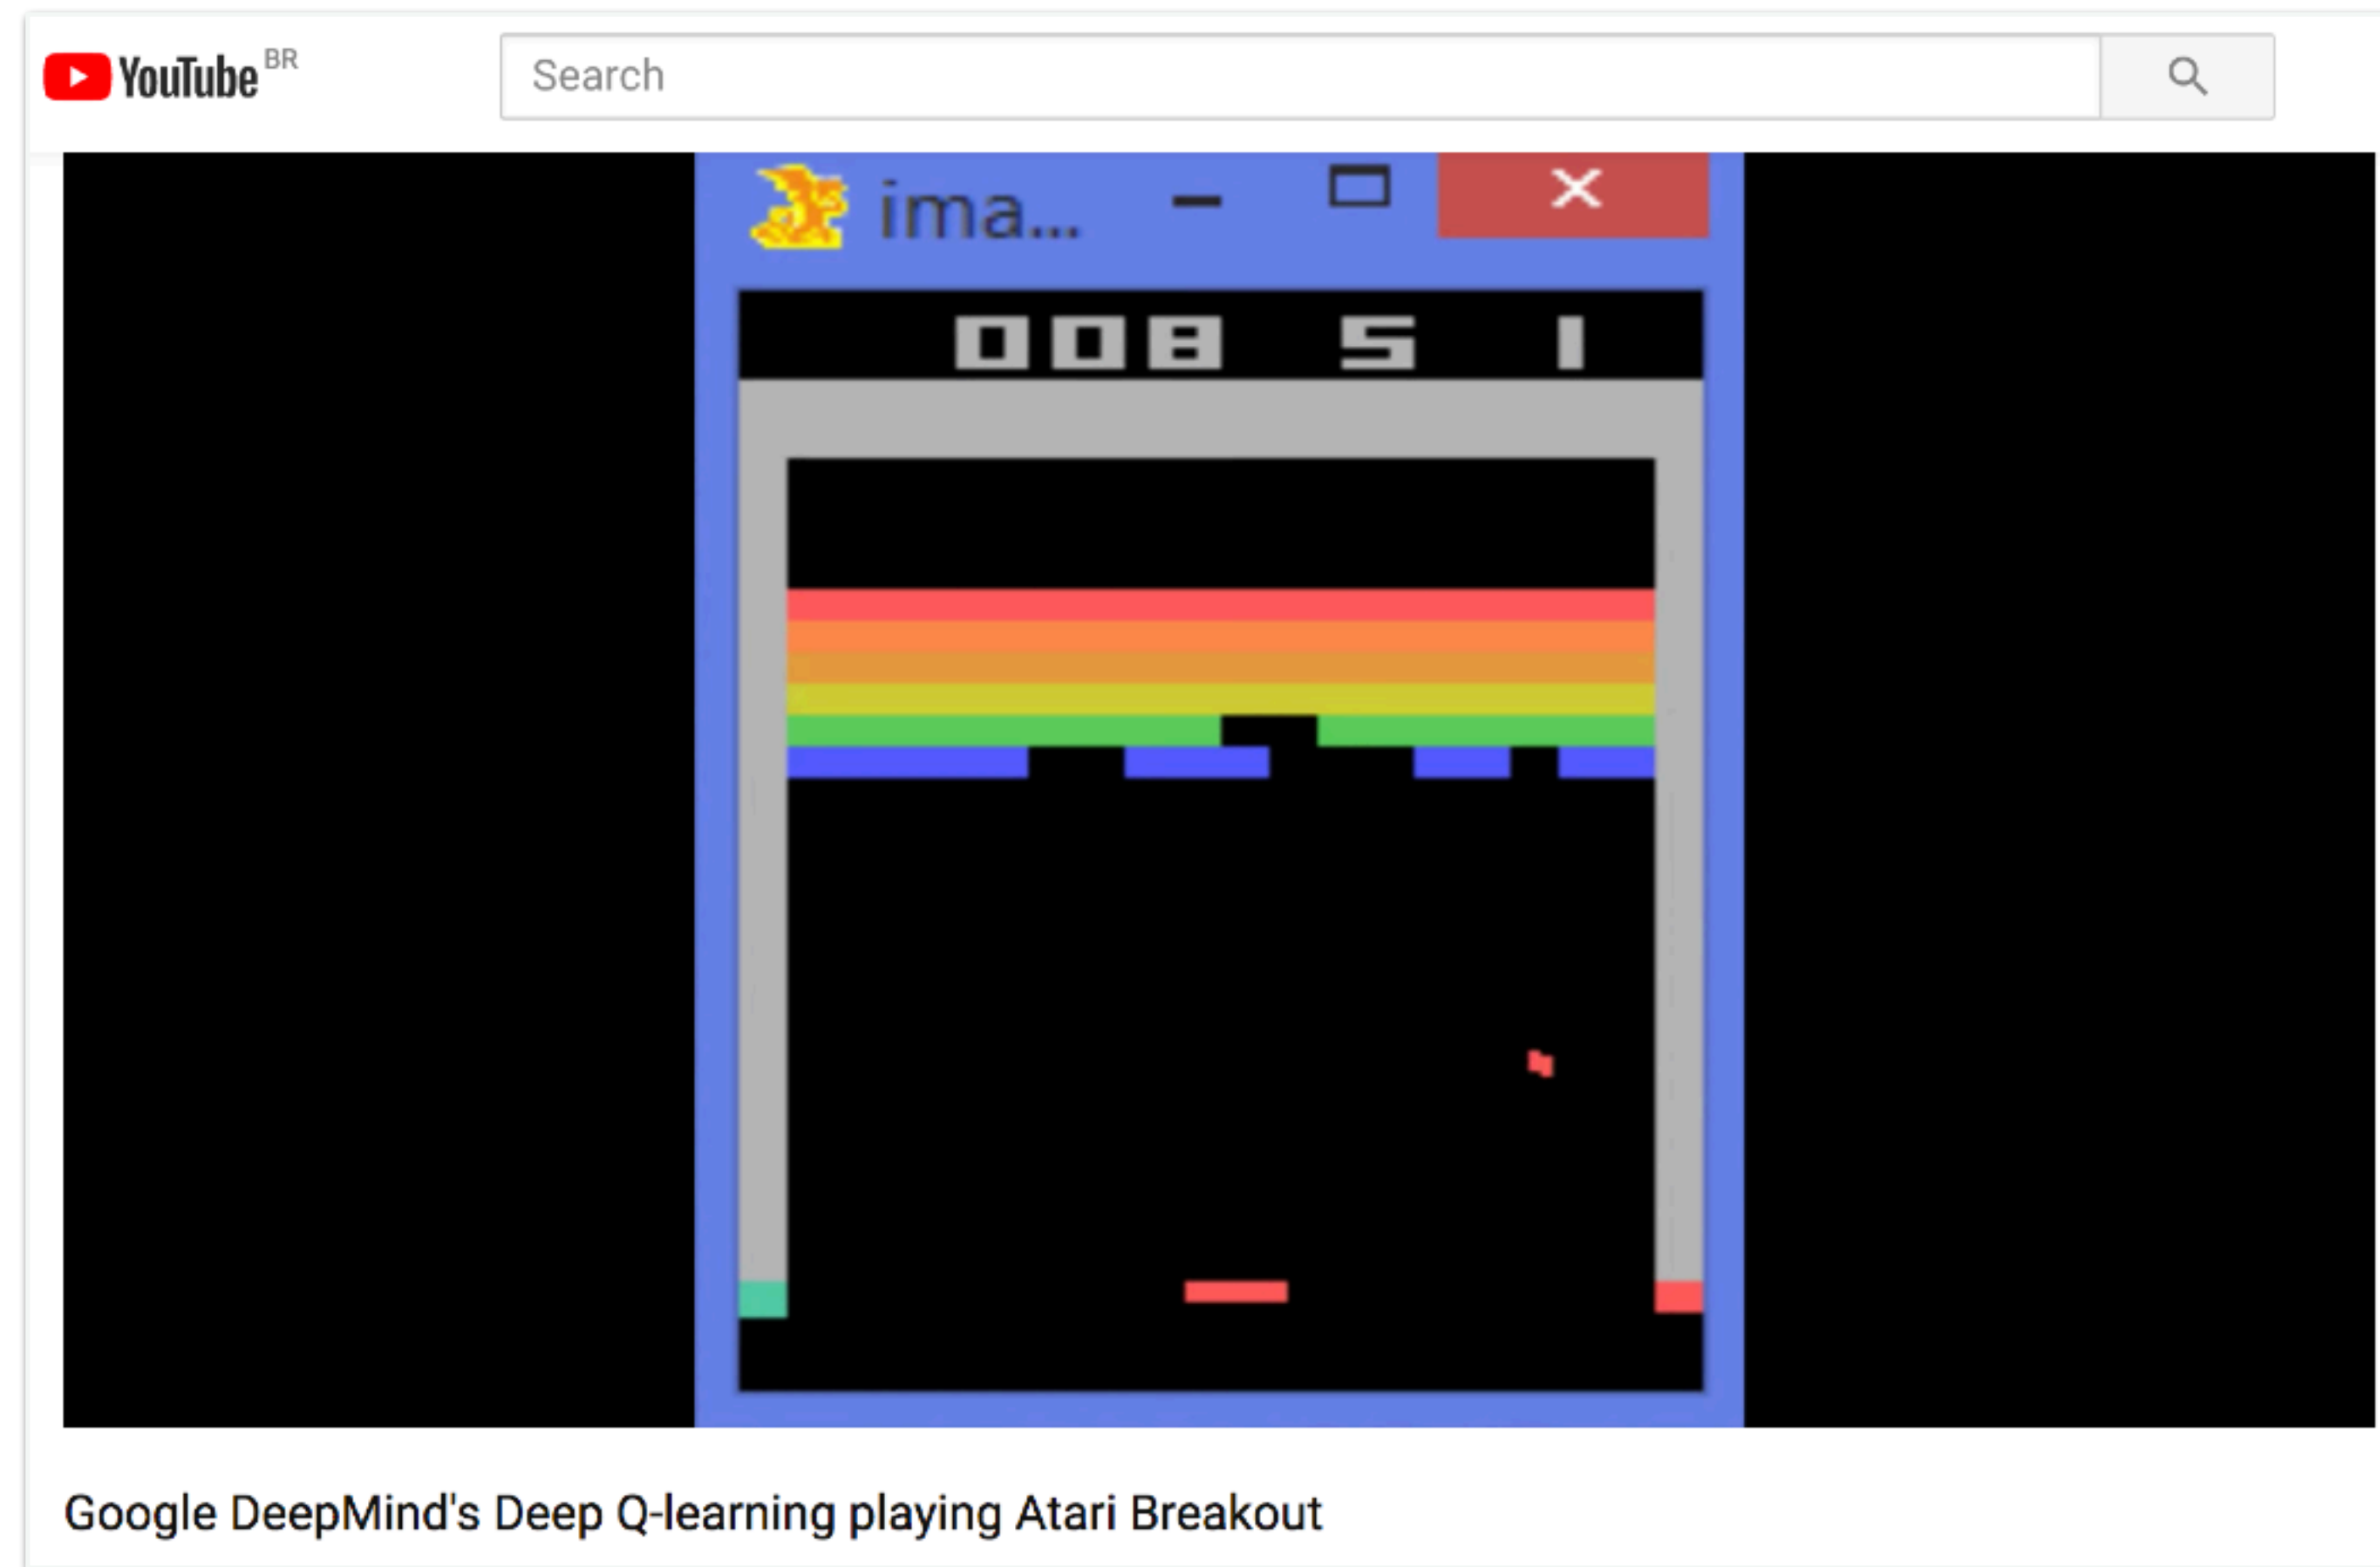 YouTube BR
Search
ima...
008 5 1
Google DeepMind's Deep Q-learning playing Atari Breakout